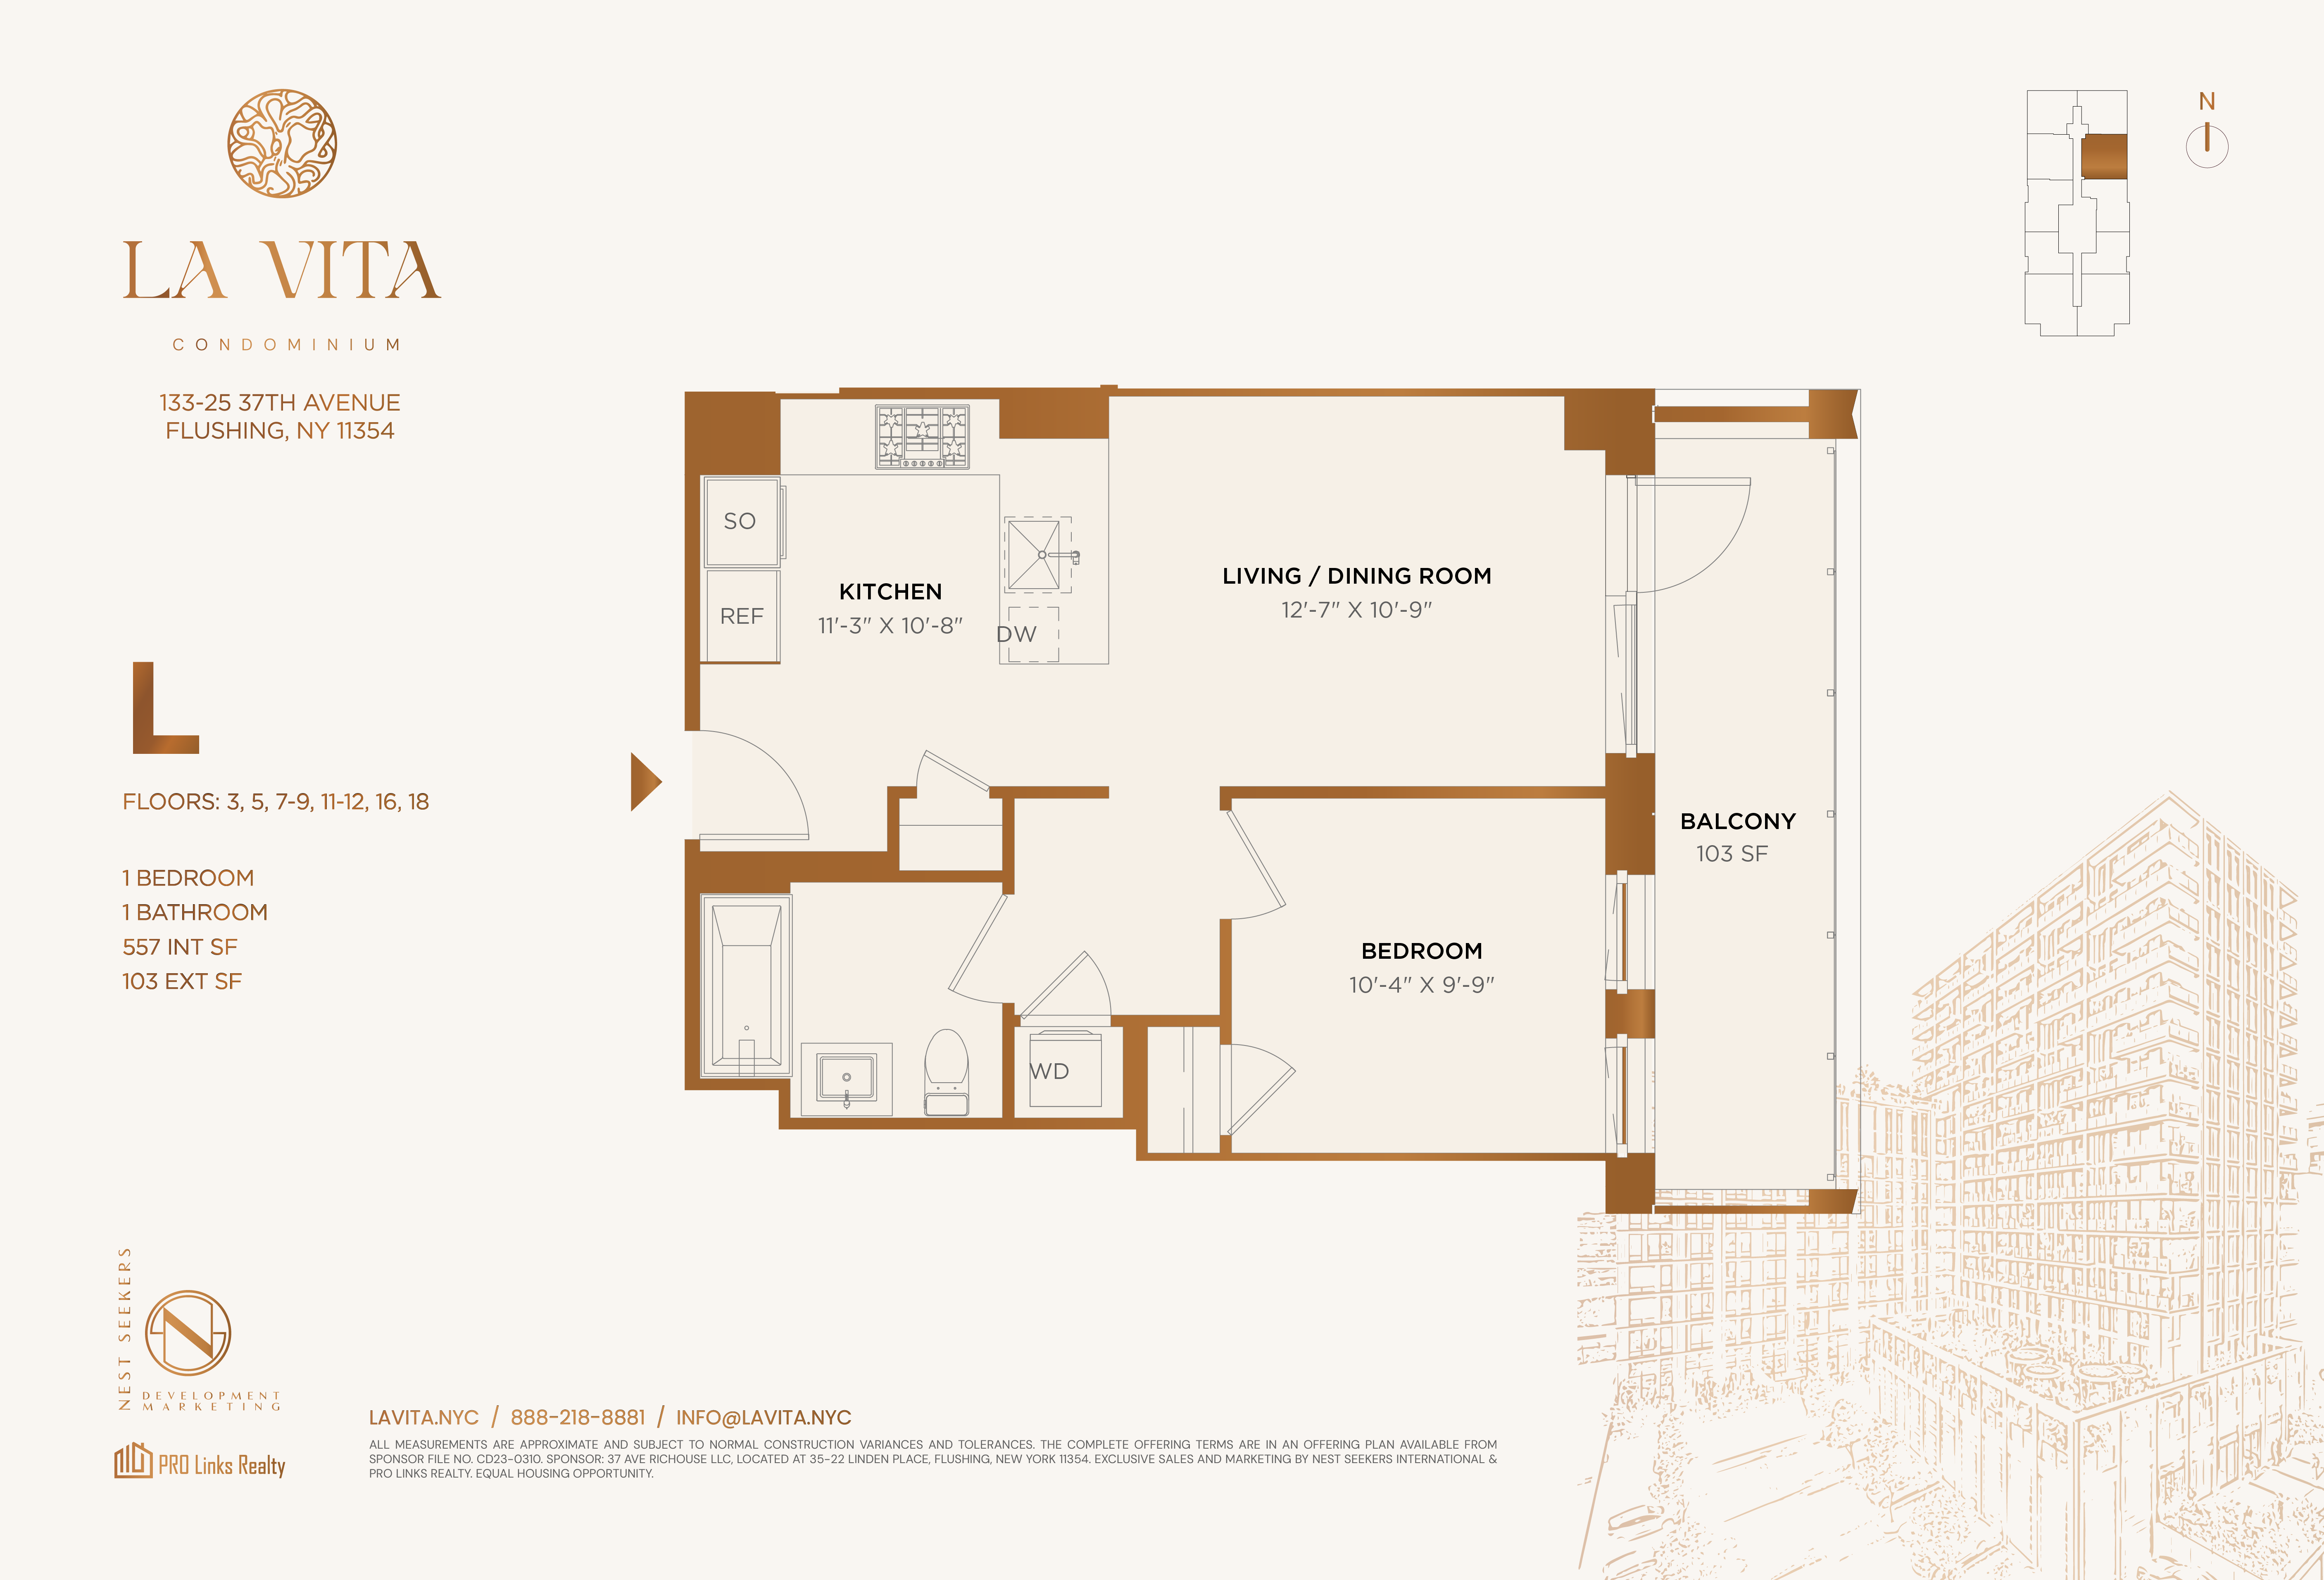 LA VITA
CONDOMINIUM
133-25 37TH AVENUE
FLUSHING, NY 11354
N
L
FLOORS: 3, 5, 7-9, 11-12, 16, 18
1 BEDROOM
1 BATHROOM
557 INT SF
103 EXT SF
SO
REF
KITCHEN
11'-3" X 10'-8"
DW
LIVING / DINING ROOM
12'-7" X 10'-9"
BALCONY
103 SF
BEDROOM
10'-4" X 9'-9"
WD
NEST SEEKERS
DEVELOPMENT
MARKETING
PRO Links Realty
LAVITA.NYC / 888-218-8881 / INFO@LAVITA.NYC
ALL MEASUREMENTS ARE APPROXIMATE AND SUBJECT TO NORMAL CONSTRUCTION VARIANCES AND TOLERANCES. THE COMPLETE OFFERING TERMS ARE IN AN OFFERING PLAN AVAILABLE FROM
SPONSOR FILE NO. CD23-0310. SPONSOR: 37 AVE RICHOUSE LLC, LOCATED AT 35-22 LINDEN PLACE, FLUSHING, NEW YORK 11354. EXCLUSIVE SALES AND MARKETING BY NEST SEEKERS INTERNATIONAL &
PRO LINKS REALTY. EQUAL HOUSING OPPORTUNITY.